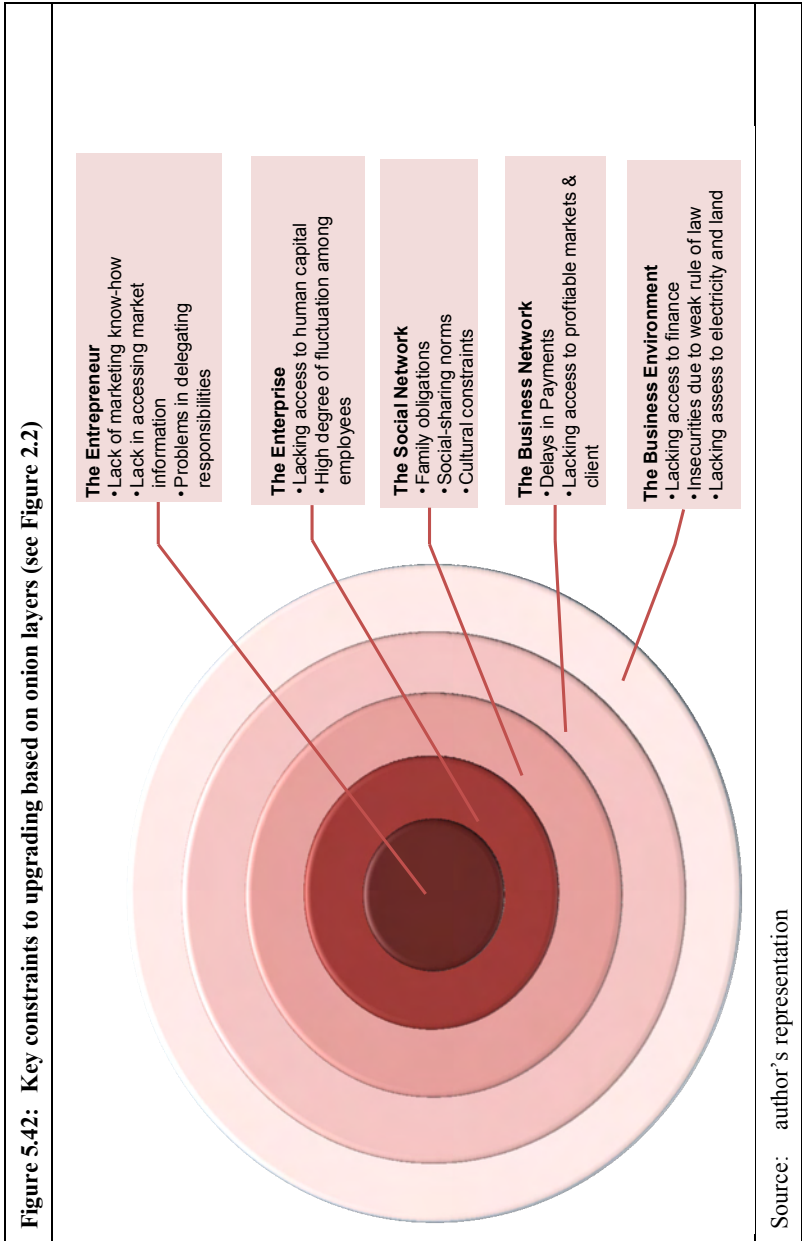 Figure 5.42: Key constraints to upgrading based on onion layers (see Figure 2.2)
The Entrepreneur
• Lack of marketing know-how
• Lack in accessing market
information
• Problems in delegating
responsibilities
The Enterprise
• Lacking access to human capital
• High degree of fluctuation among
employees
The Social Network
• Family obligations
• Social-sharing norms
• Cultural constraints
The Business Network
• Delays in Payments
• Lacking access to profitiable markets &
client
The Business Environment
• Lacking access to finance
• Insecurities due to weak rule of law
• Lacking assess to electricity and land
Source: author's representation